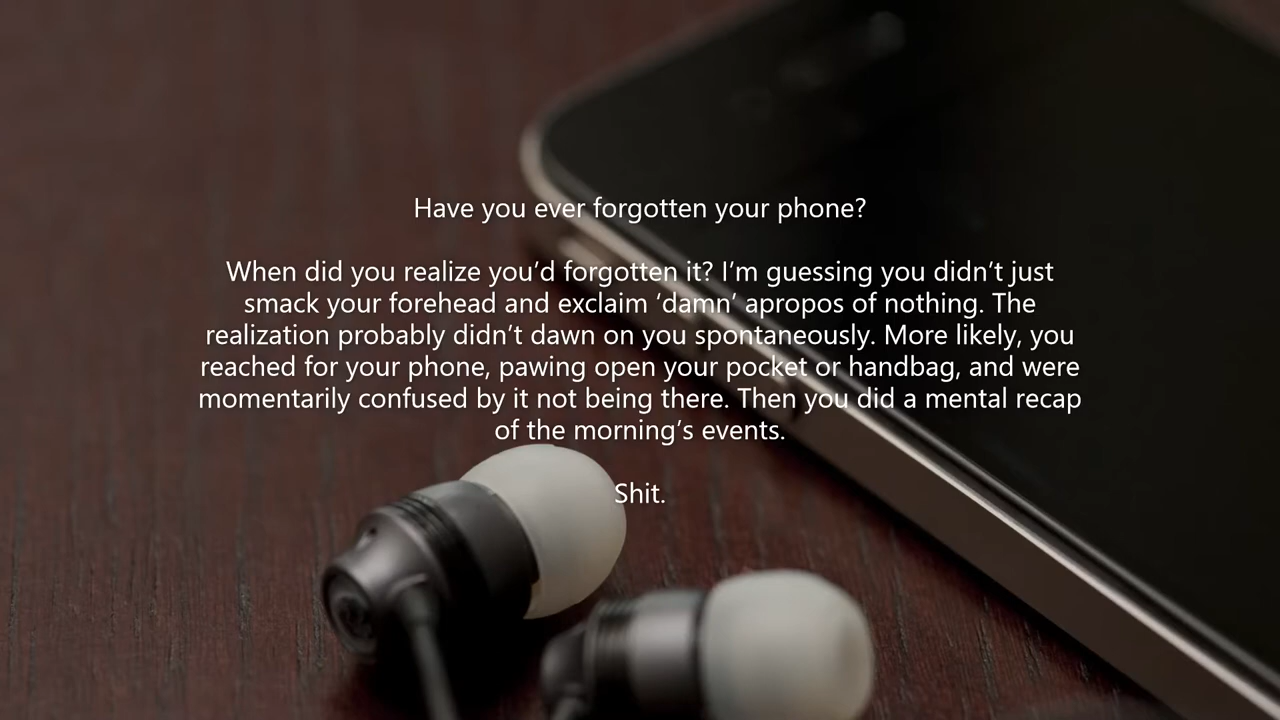 Have you ever forgotten your phone?
When did you realize you’d forgotten it? I’m guessing you didn’t just
smack your forehead and exclaim ‘damn’ apropos of nothing. The
realization probably didn’t dawn on you spontaneously. More likely, you
reached for your phone, pawing open your pocket or handbag, and were
momentarily confused by it not being there. Then you did a mental recap
of the morning’s events.
Shit.